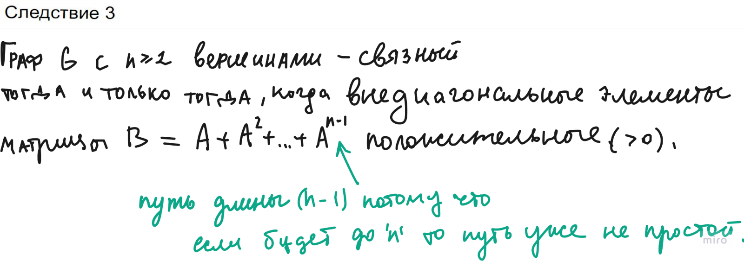 Следствие 3
Граф G с n ≥ 2 вершинами – связный
тогда и только тогда, когда внедиагональные элементы
матрицы B = A + A² + ... + Aⁿ⁻¹ положительные (>0).
путь длины (n-1) потому что
если будет до 'n' то путь уже не простой.
miro